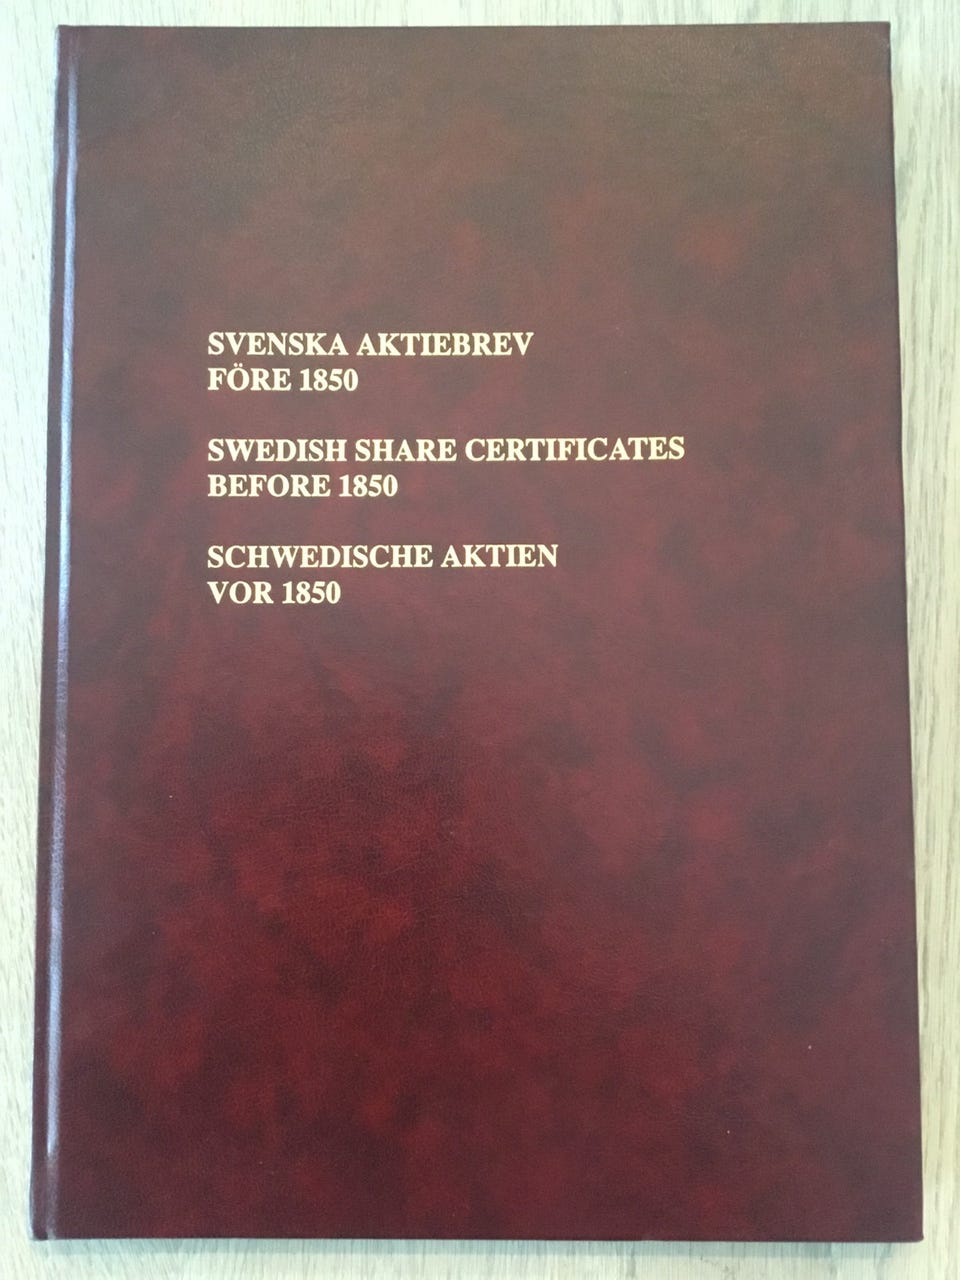 SVENSKA AKTIEBREV
FÖRE 1850
SWEDISH SHARE CERTIFICATES
BEFORE 1850
SCHWEDISCHE AKTIEN
VOR 1850